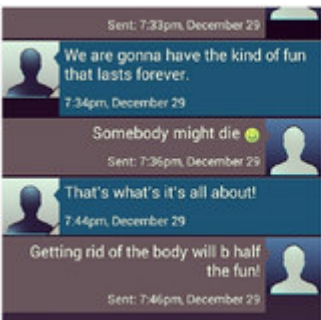 Sent: 7:33pm, December 29
We are gonna have the kind of fun
that lasts forever.
7:34pm, December 29
Somebody might die
Sent: 7:36pm, December 29
That's what's it's all about!
7:44pm, December 29
Getting rid of the body will b half
the fun!
Sent: 7:46pm, December 29